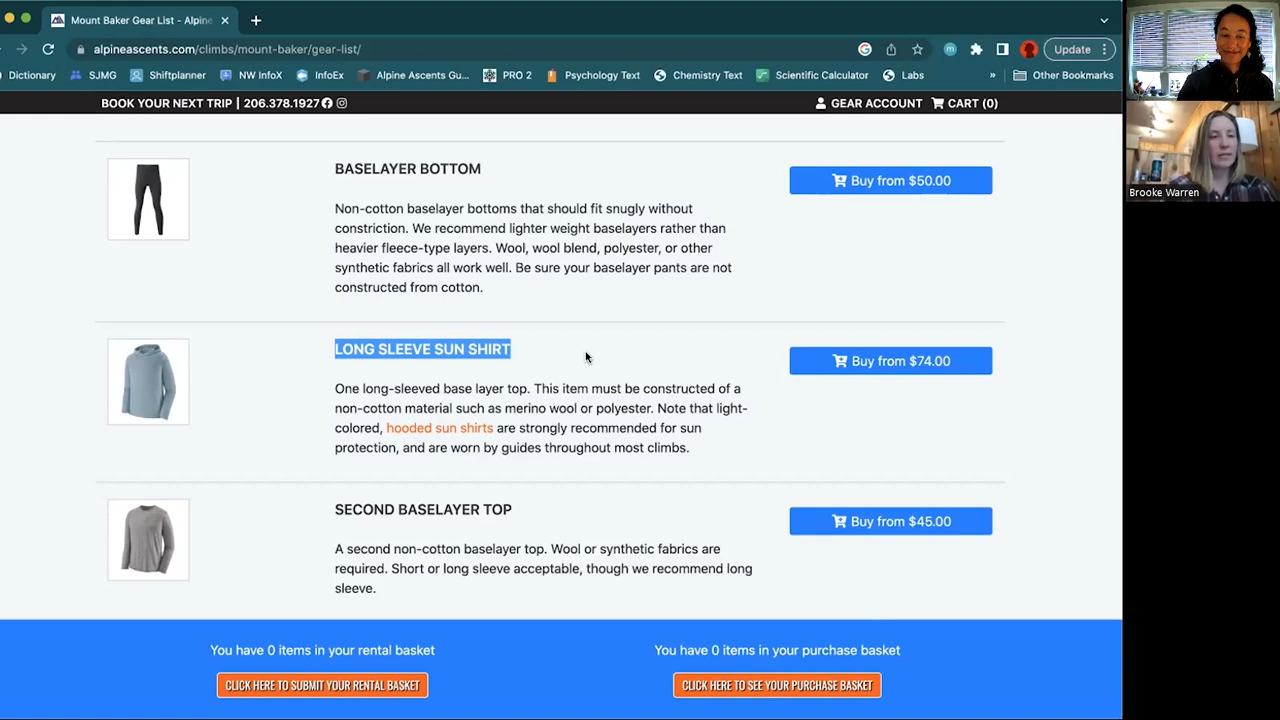 Mount Baker Gear List - Alpine
alpineascents.com/climbs/mount-baker/gear-list/
Update
Dictionary
SJMG
Shiftplanner
NW InfoX
InfoEx
Alpine Ascents Gu...
PRO 2
Psychology Text
Chemistry Text
Scientific Calculator
Labs
»
Other Bookmarks
BOOK YOUR NEXT TRIP | 206.378.1927
GEAR ACCOUNT
CART (0)
BASELAYER BOTTOM
Buy from $50.00
Non-cotton baselayer bottoms that should fit snugly without
constriction. We recommend lighter weight baselayers rather than
heavier fleece-type layers. Wool, wool blend, polyester, or other
synthetic fabrics all work well. Be sure your baselayer pants are not
constructed from cotton.
LONG SLEEVE SUN SHIRT
Buy from $74.00
One long-sleeved base layer top. This item must be constructed of a
non-cotton material such as merino wool or polyester. Note that light-
colored, hooded sun shirts are strongly recommended for sun
protection, and are worn by guides throughout most climbs.
SECOND BASELAYER TOP
Buy from $45.00
A second non-cotton baselayer top. Wool or synthetic fabrics are
required. Short or long sleeve acceptable, though we recommend long
sleeve.
You have 0 items in your rental basket
CLICK HERE TO SUBMIT YOUR RENTAL BASKET
You have 0 items in your purchase basket
CLICK HERE TO SEE YOUR PURCHASE BASKET
Brooke Warren